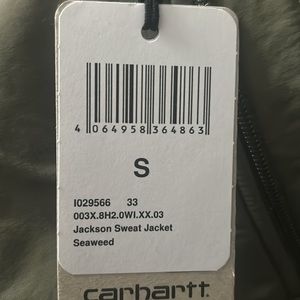 4 064958 364863
S
I029566 33
003X.8H2.0WI.XX.03
Jackson Sweat Jacket
Seaweed
carhartt